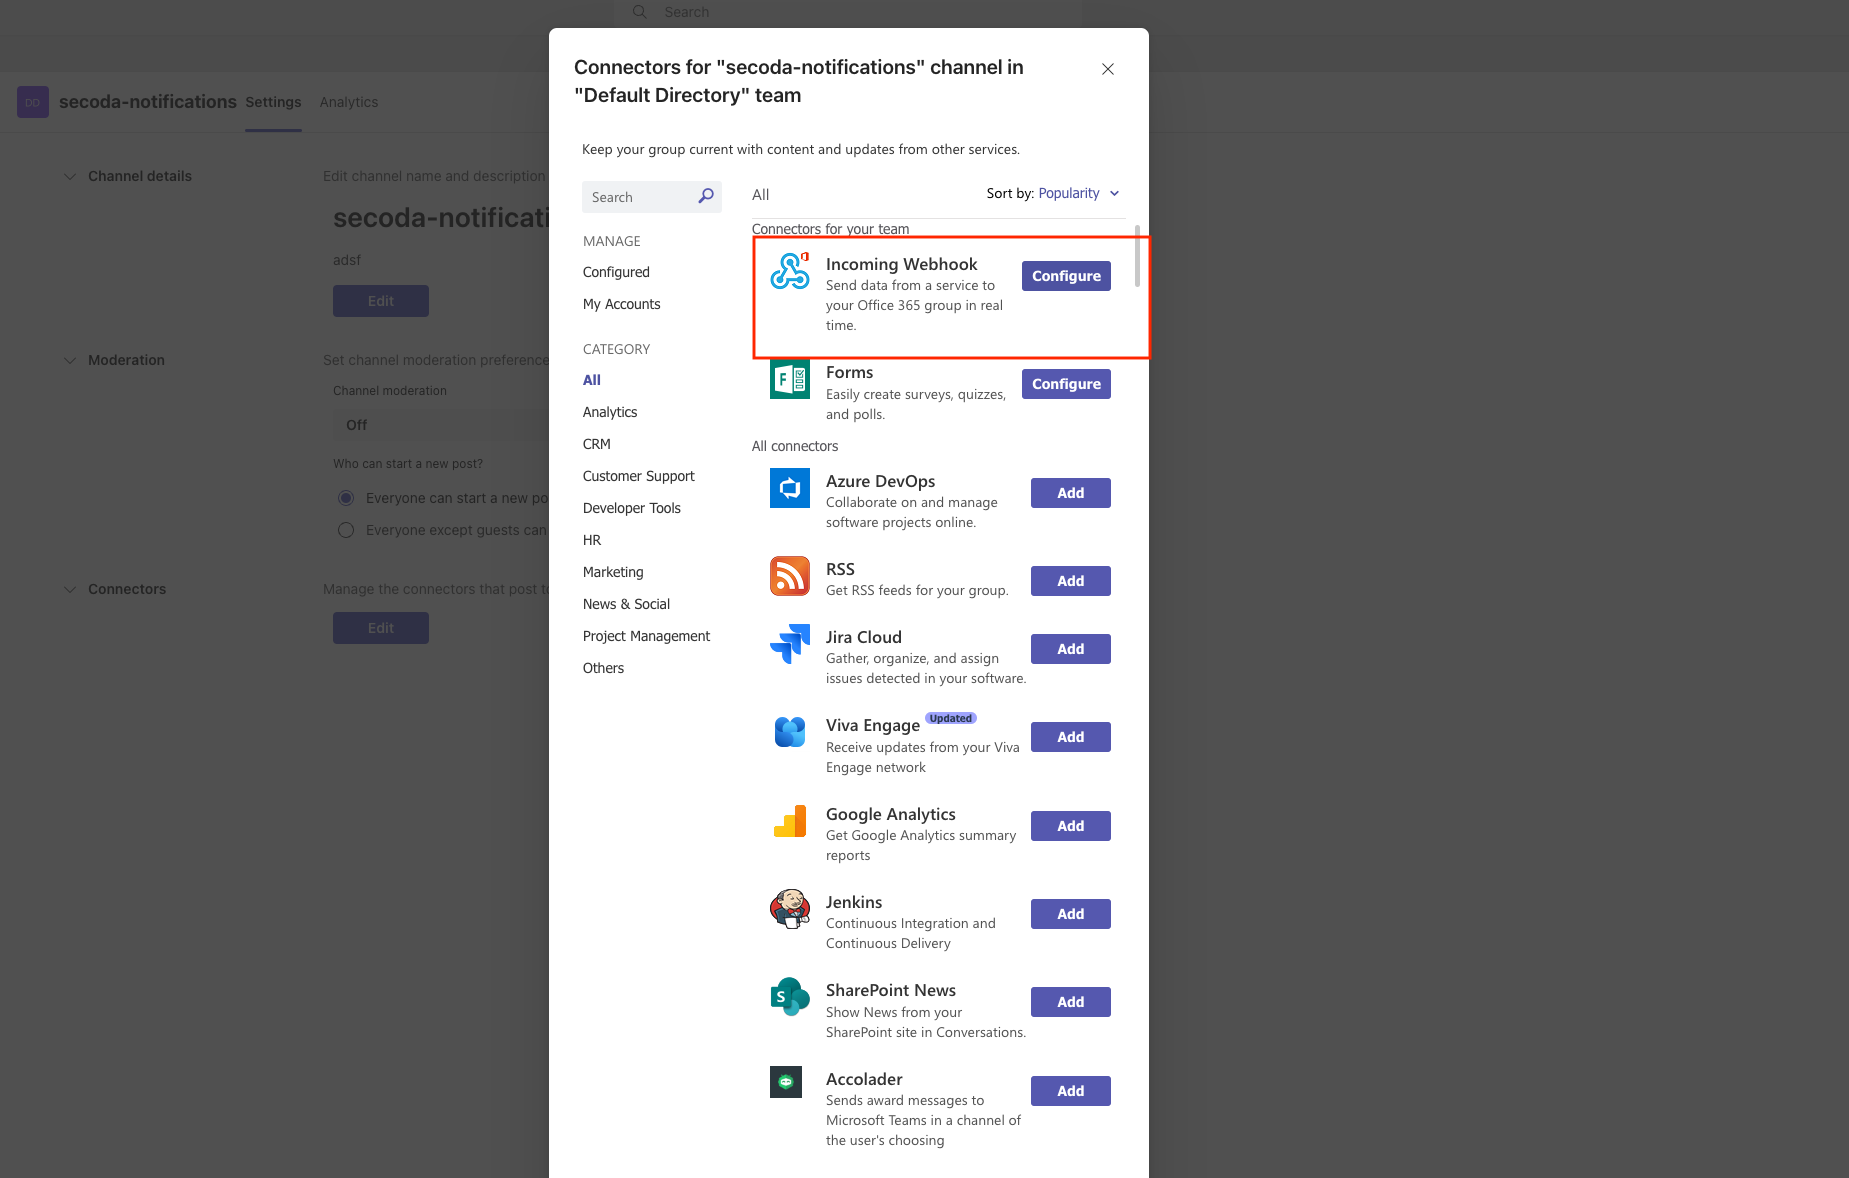 Search
DD
secoda-notifications
Settings
Analytics
Channel details
Edit channel name and description
secoda-notificati
adsf
Edit
Moderation
Set channel moderation preference
Channel moderation
Off
Who can start a new post?
Everyone can start a new po
Everyone except guests can
Connectors
Manage the connectors that post t
Edit
Connectors for "secoda-notifications" channel in
"Default Directory" team
Keep your group current with content and updates from other services.
Search
MANAGE
Configured
My Accounts
CATEGORY
All
Analytics
CRM
Customer Support
Developer Tools
HR
Marketing
News & Social
Project Management
Others
All
Sort by: Popularity
Connectors for your team
Incoming Webhook
Send data from a service to
your Office 365 group in real
time.
Configure
F
Forms
Easily create surveys, quizzes,
and polls.
Configure
All connectors
Azure DevOps
Collaborate on and manage
software projects online.
Add
RSS
Get RSS feeds for your group.
Add
Jira Cloud
Gather, organize, and assign
issues detected in your software.
Add
Viva Engage Updated
Receive updates from your Viva
Engage network
Add
Google Analytics
Get Google Analytics summary
reports
Add
Jenkins
Continuous Integration and
Continuous Delivery
Add
S
SharePoint News
Show News from your
SharePoint site in Conversations.
Add
Accolader
Sends award messages to
Microsoft Teams in a channel of
the user's choosing
Add